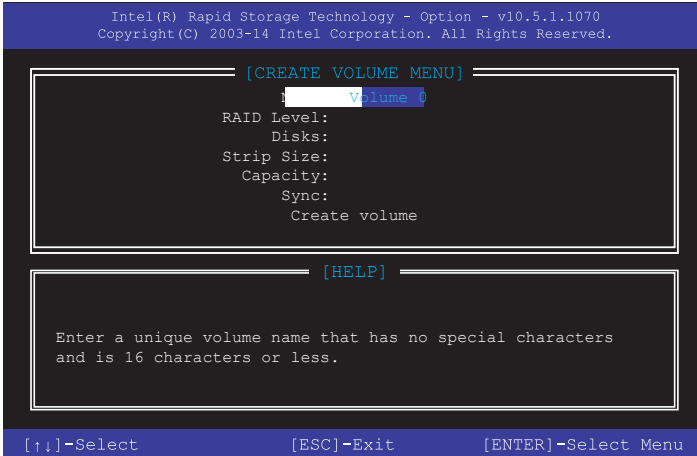 Intel(R) Rapid Storage Technology - Option - v10.5.1.1070
Copyright(C) 2003-14 Intel Corporation. All Rights Reserved.
[CREATE VOLUME MENU]
Volume 0
RAID Level:
Disks:
Strip Size:
Capacity:
Sync:
Create volume
[HELP]
Enter a unique volume name that has no special characters
and is 16 characters or less.
[↑↓]-Select [ESC]-Exit [ENTER]-Select Menu